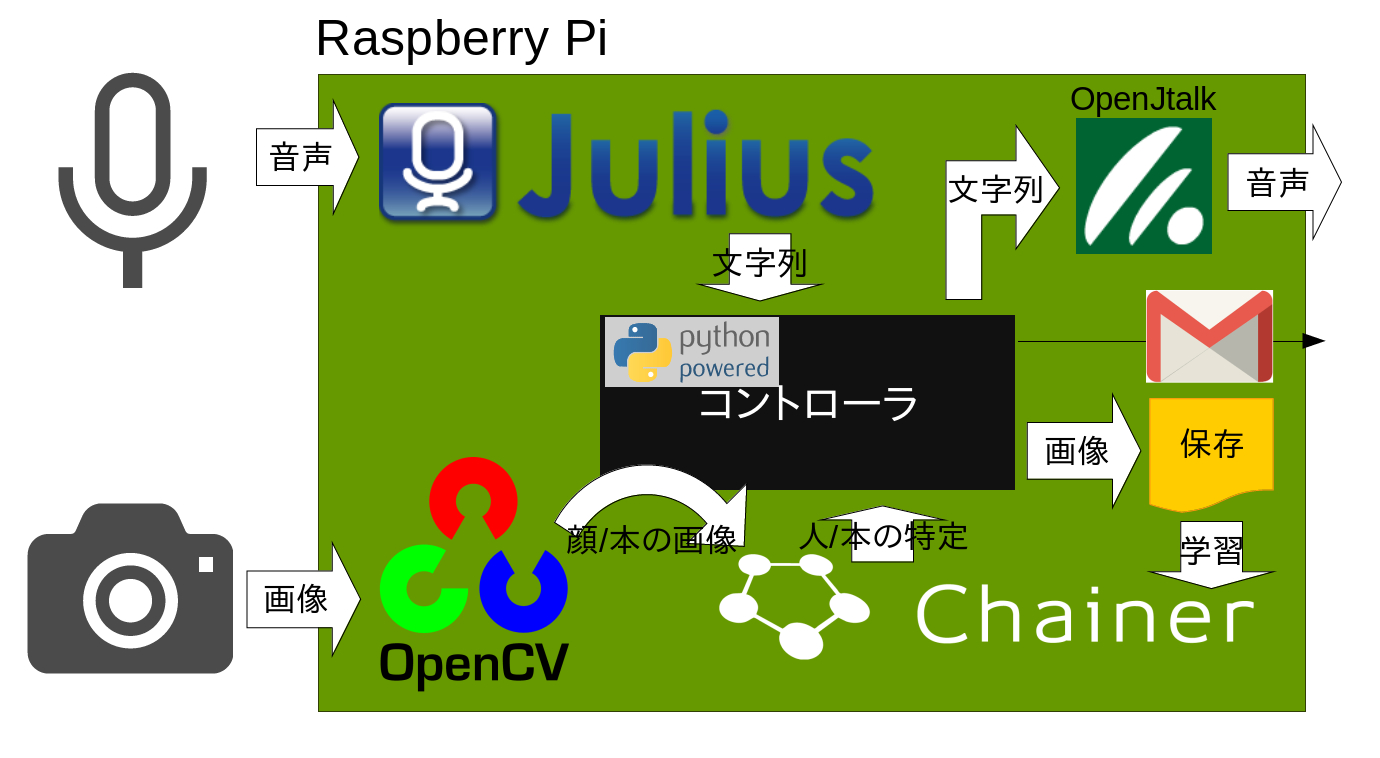 Raspberry Pi
OpenJtalk
音声
Julius
文字列
音声
文字列
python
powered
コントローラ
画像
保存
顔/本の画像
人/本の特定
学習
画像
Chainer
OpenCV